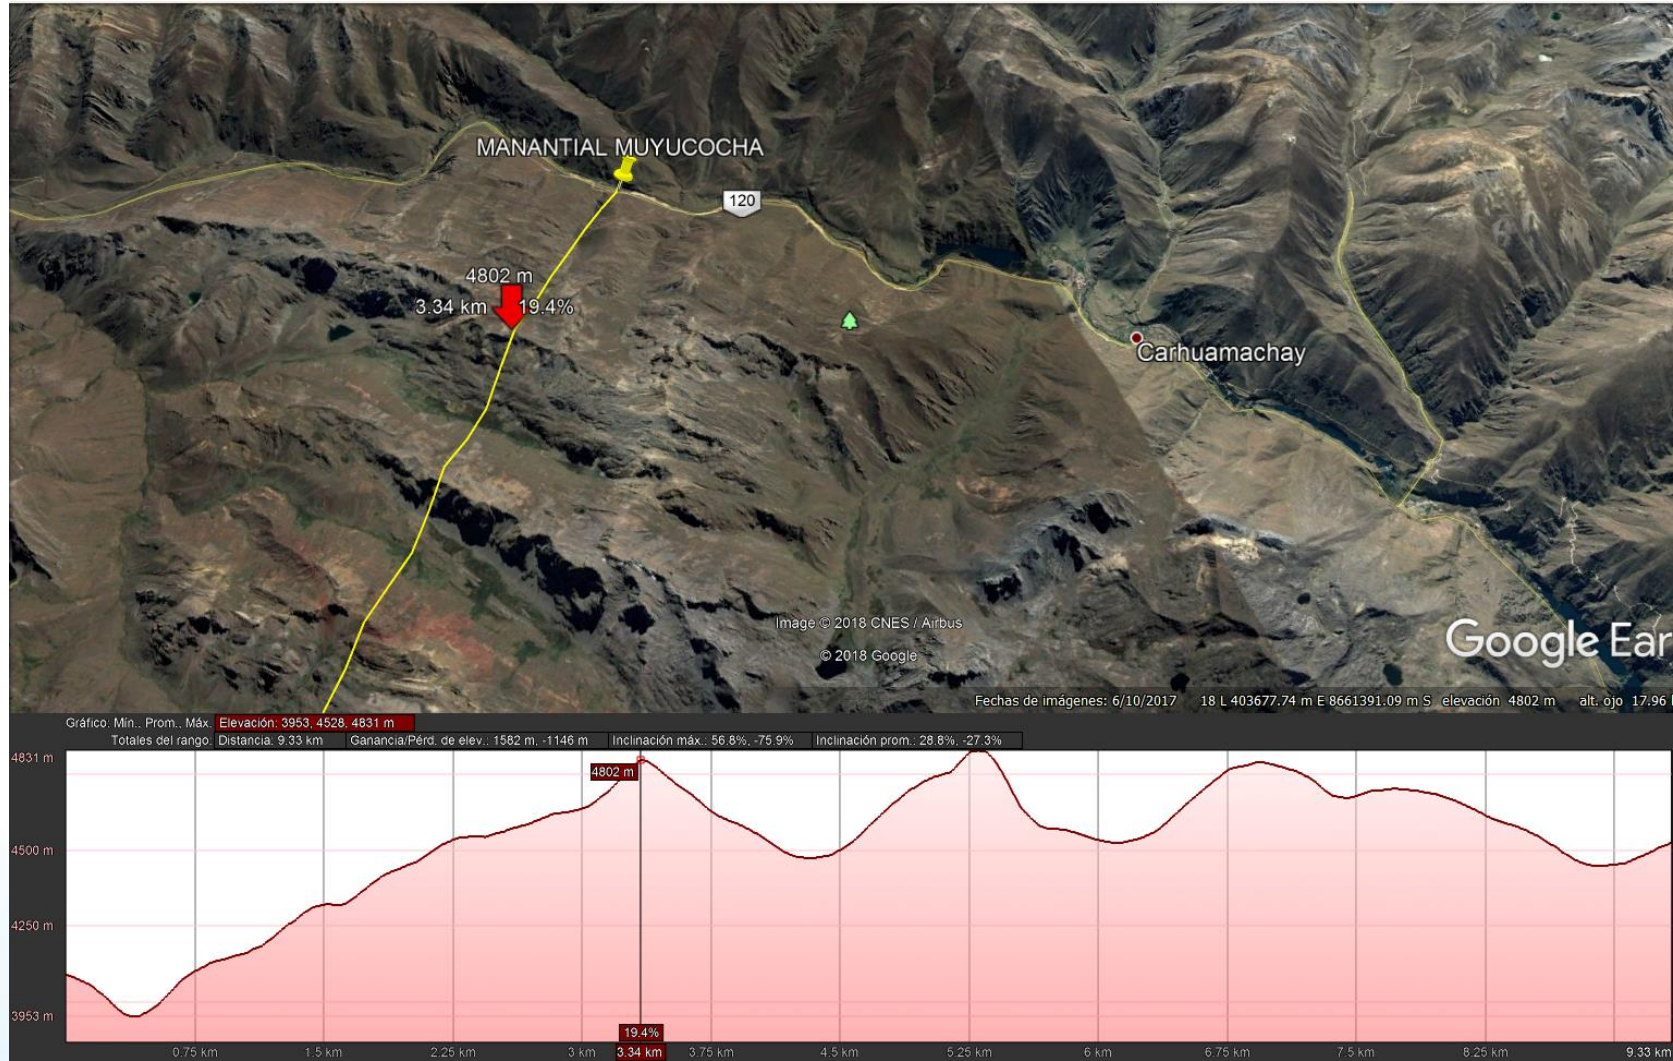 MANANTIAL MUYUCOCHA
120
4802 m
3.34 km 19.4%
Carhuamachay
Image © 2018 CNES / Airbus
© 2018 Google
Google Ear
Fechas de imágenes: 6/10/2017 18 L 403677.74 m E 8661391.09 m S elevación 4802 m alt. ojo 17.96
Gráfico: Mín., Prom., Máx. Elevación: 3953, 4528, 4831 m
Totales del rango: Distancia: 9.33 km Ganancia/Pérd. de elev.: 1582 m, -1146 m Inclinación máx.: 56.8%, -75.9% Inclinación prom.: 28.8%, -27.3%
4831 m
4802 m
4500 m
4250 m
3953 m
19.4%
0.75 km 1.5 km 2.25 km 3 km 3.34 km 3.75 km 4.5 km 5.25 km 6 km 6.75 km 7.5 km 8.25 km 9.33 km